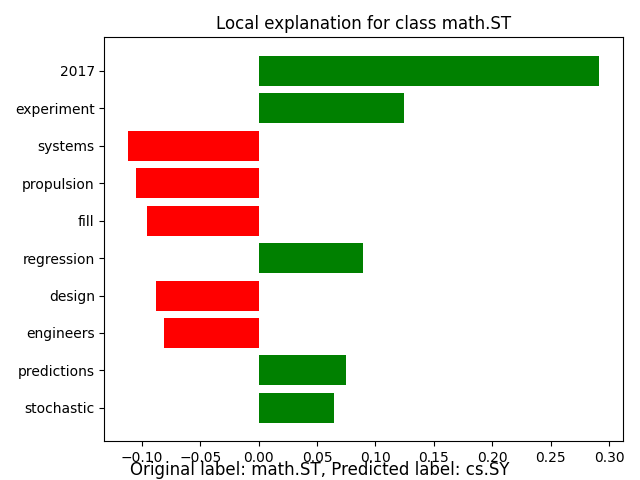 Local explanation for class math.ST
2017
experiment
systems
propulsion
fill
regression
design
engineers
predictions
stochastic
−0.10 −0.05 0.00 0.05 0.10 0.15 0.20 0.25 0.30
Original label: math.ST, Predicted label: cs.SY